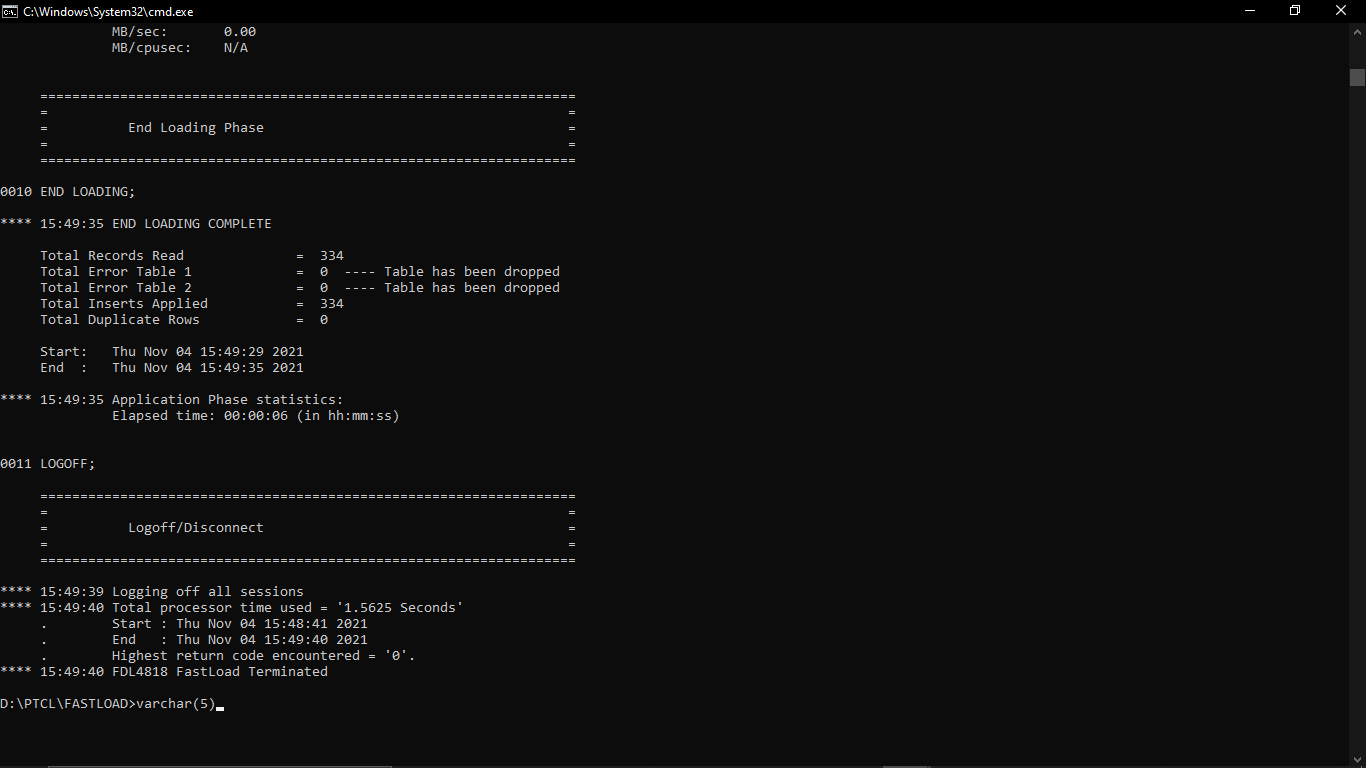 C:\Windows\System32\cmd.exe
MB/sec: 0.00
MB/cpusec: N/A
===================================================================
= =
= End Loading Phase =
= =
===================================================================
0010 END LOADING;
**** 15:49:35 END LOADING COMPLETE
Total Records Read = 334
Total Error Table 1 = 0 ---- Table has been dropped
Total Error Table 2 = 0 ---- Table has been dropped
Total Inserts Applied = 334
Total Duplicate Rows = 0
Start: Thu Nov 04 15:49:29 2021
End : Thu Nov 04 15:49:35 2021
**** 15:49:35 Application Phase statistics:
Elapsed time: 00:00:06 (in hh:mm:ss)
0011 LOGOFF;
===================================================================
= =
= Logoff/Disconnect =
= =
===================================================================
**** 15:49:39 Logging off all sessions
**** 15:49:40 Total processor time used = '1.5625 Seconds'
. Start : Thu Nov 04 15:48:41 2021
. End : Thu Nov 04 15:49:40 2021
. Highest return code encountered = '0'.
**** 15:49:40 FDL4818 FastLoad Terminated
D:\PTCL\FASTLOAD>varchar(5)